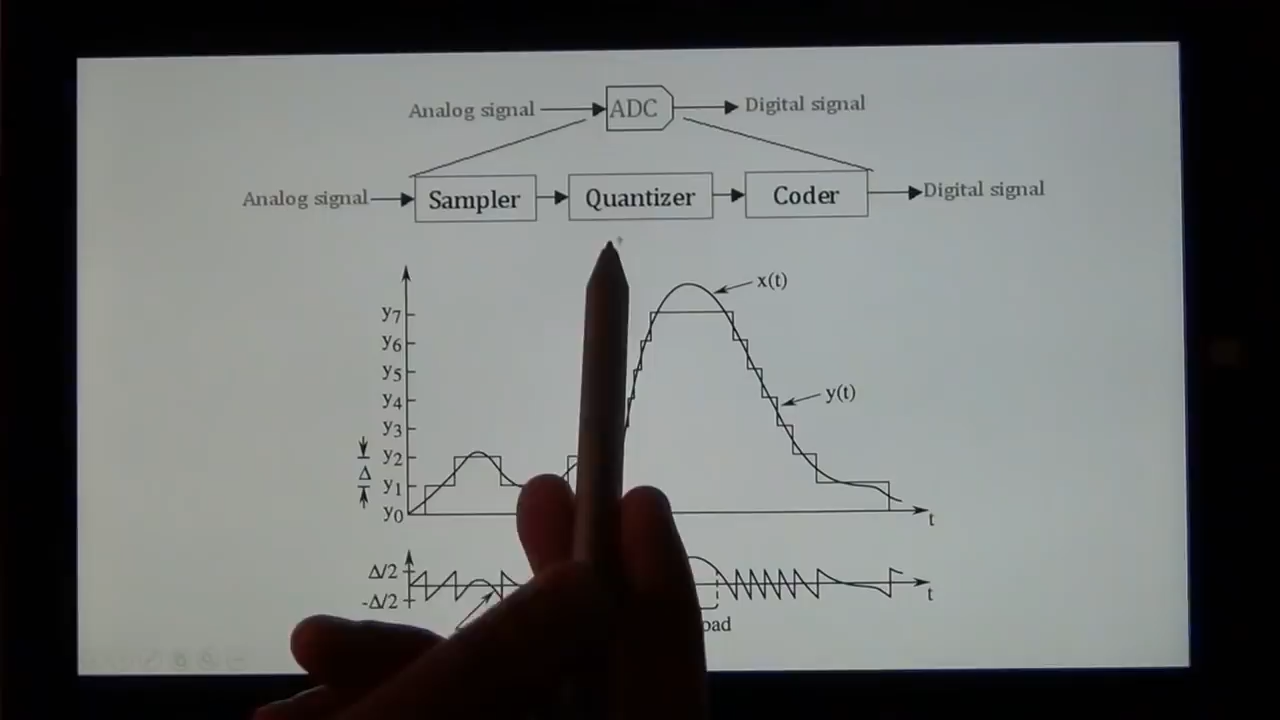 Analog signal ADC Digital signal
Analog signal Sampler Quantizer Coder Digital signal
x(t)
y7
y6
y5
y(t)
y4
y3
y2
Δ
y1
y0
t
Δ/2
-Δ/2
t